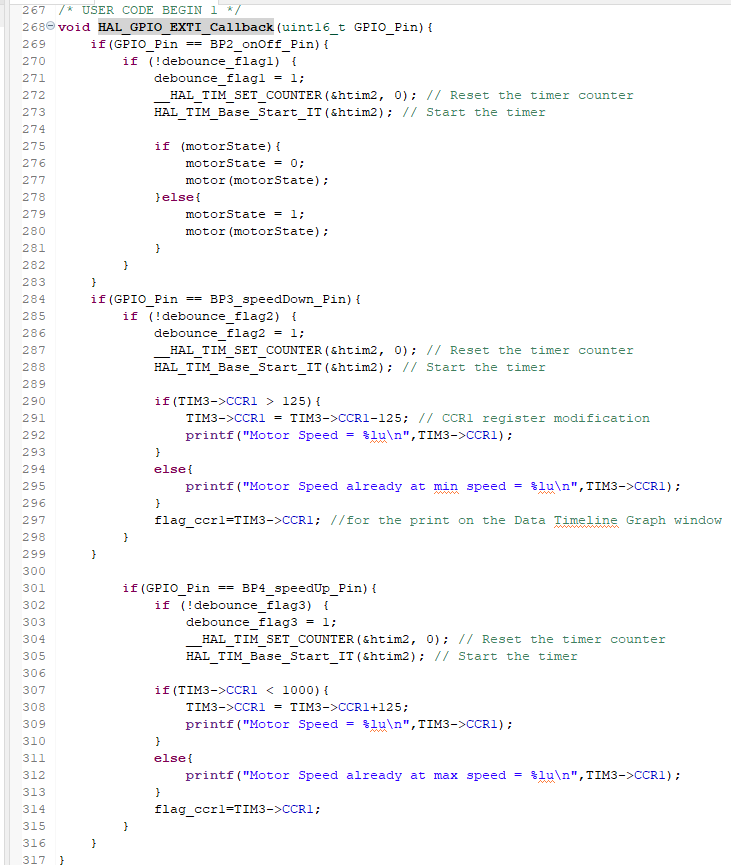 267 /* USER CODE BEGIN 1 */
268 void HAL_GPIO_EXTI_Callback(uint16_t GPIO_Pin){
269     if(GPIO_Pin == BP2_onOff_Pin){
270         if (!debounce_flag1) {
271             debounce_flag1 = 1;
272             __HAL_TIM_SET_COUNTER(&htim2, 0); // Reset the timer counter
273             HAL_TIM_Base_Start_IT(&htim2); // Start the timer
274
275             if (motorState){
276                 motorState = 0;
277                 motor(motorState);
278             }else{
279                 motorState = 1;
280                 motor(motorState);
281             }
282         }
283     }
284     if(GPIO_Pin == BP3_speedDown_Pin){
285         if (!debounce_flag2) {
286             debounce_flag2 = 1;
287             __HAL_TIM_SET_COUNTER(&htim2, 0); // Reset the timer counter
288             HAL_TIM_Base_Start_IT(&htim2); // Start the timer
289
290             if(TIM3->CCR1 > 125){
291                 TIM3->CCR1 = TIM3->CCR1-125; // CCR1 register modification
292                 printf("Motor Speed = %lu\n",TIM3->CCR1);
293             }
294             else{
295                 printf("Motor Speed already at min speed = %lu\n",TIM3->CCR1);
296             }
297             flag_ccr1=TIM3->CCR1; //for the print on the Data Timeline Graph window
298         }
299     }
300
301         if(GPIO_Pin == BP4_speedUp_Pin){
302             if (!debounce_flag3) {
303                 debounce_flag3 = 1;
304                 __HAL_TIM_SET_COUNTER(&htim2, 0); // Reset the timer counter
305                 HAL_TIM_Base_Start_IT(&htim2); // Start the timer
306
307             if(TIM3->CCR1 < 1000){
308                 TIM3->CCR1 = TIM3->CCR1+125;
309                 printf("Motor Speed = %lu\n",TIM3->CCR1);
310             }
311             else{
312                 printf("Motor Speed already at max speed = %lu\n",TIM3->CCR1);
313             }
314             flag_ccr1=TIM3->CCR1;
315         }
316     }
317 }